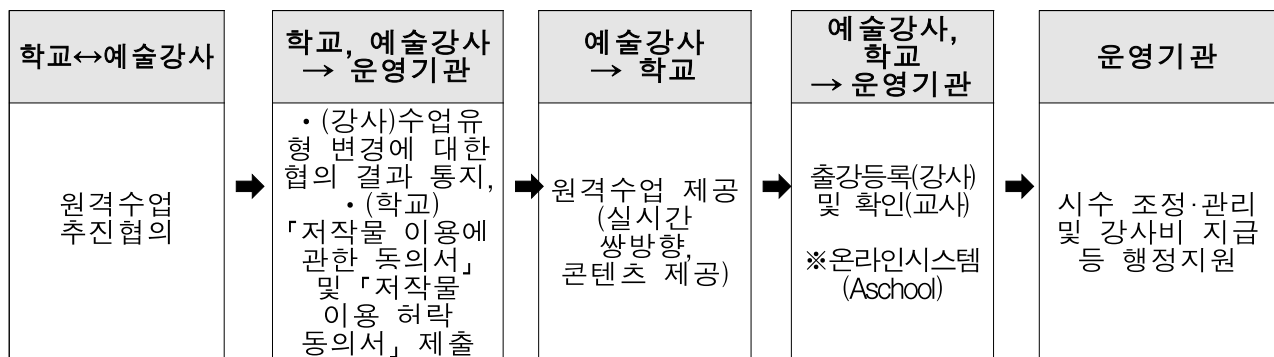 학교↔예술강사
원격수업
추진협의
학교, 예술강사
→ 운영기관
・(강사)수업유
형 변경에 대한
협의 결과 통지,
・(학교)
「저작물 이용에
관한 동의서」
및 「저작물
이용 허락
동의서」 제출
예술강사
→ 학교
원격수업 제공
(실시간
쌍방향,
콘텐츠 제공)
예술강사,
학교
→ 운영기관
출강등록(강사)
및 확인(교사)
※온라인시스템
(Aschool)
운영기관
시수 조정·관리
및 강사비 지급
등 행정지원